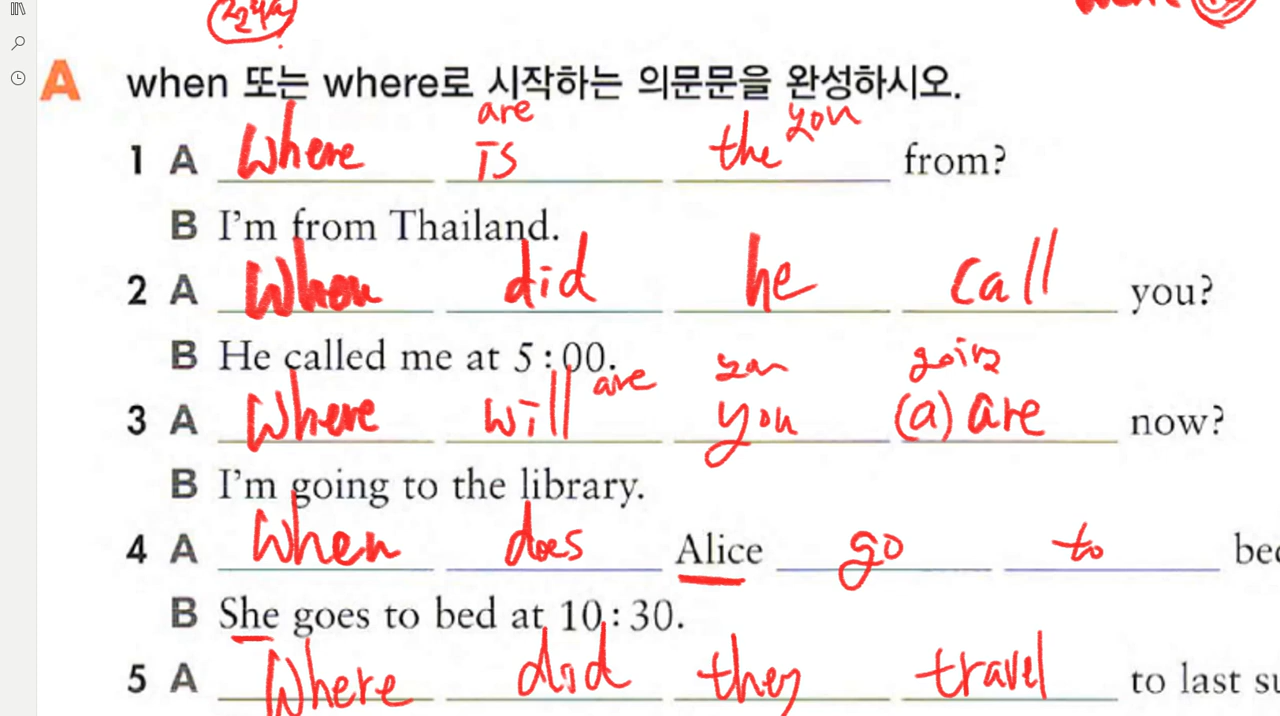 A when 또는 where로 시작하는 의문문을 완성하시오.
are you
1 A Where is the from?
B I'm from Thailand.
2 A When did he call you?
B He called me at 5:00.
are you going
3 A Where will you (a) are now?
B I'm going to the library.
4 A When does Alice go to
B She goes to bed at 10:30.
5 A Where did they travel to last